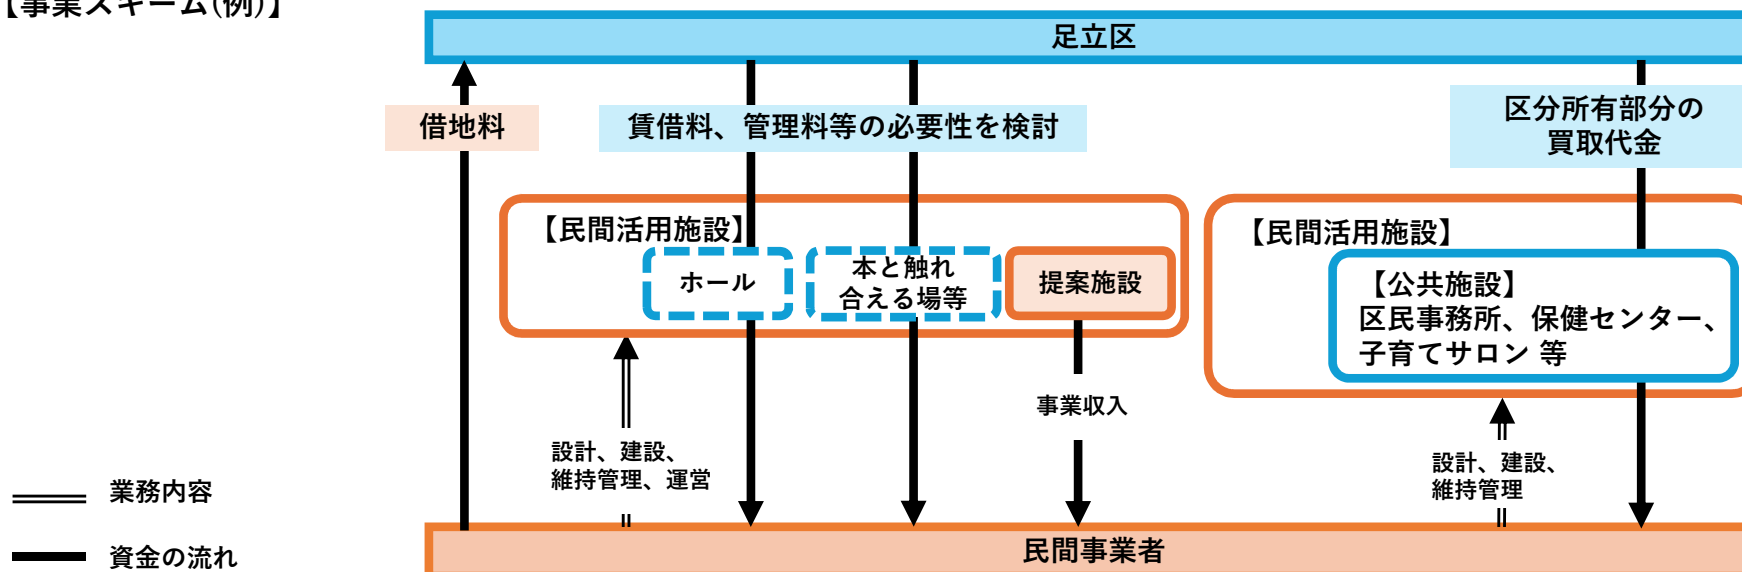 【事業スキーム(例)】
足立区
借地料
賃借料、管理料等の必要性を検討
区分所有部分の
買取代金
【民間活用施設】
ホール
本と触れ
合える場等
提案施設
【民間活用施設】
【公共施設】
区民事務所、保健センター、
子育てサロン 等
事業収入
設計、建設、
維持管理、運営
設計、建設、
維持管理
業務内容
資金の流れ
民間事業者